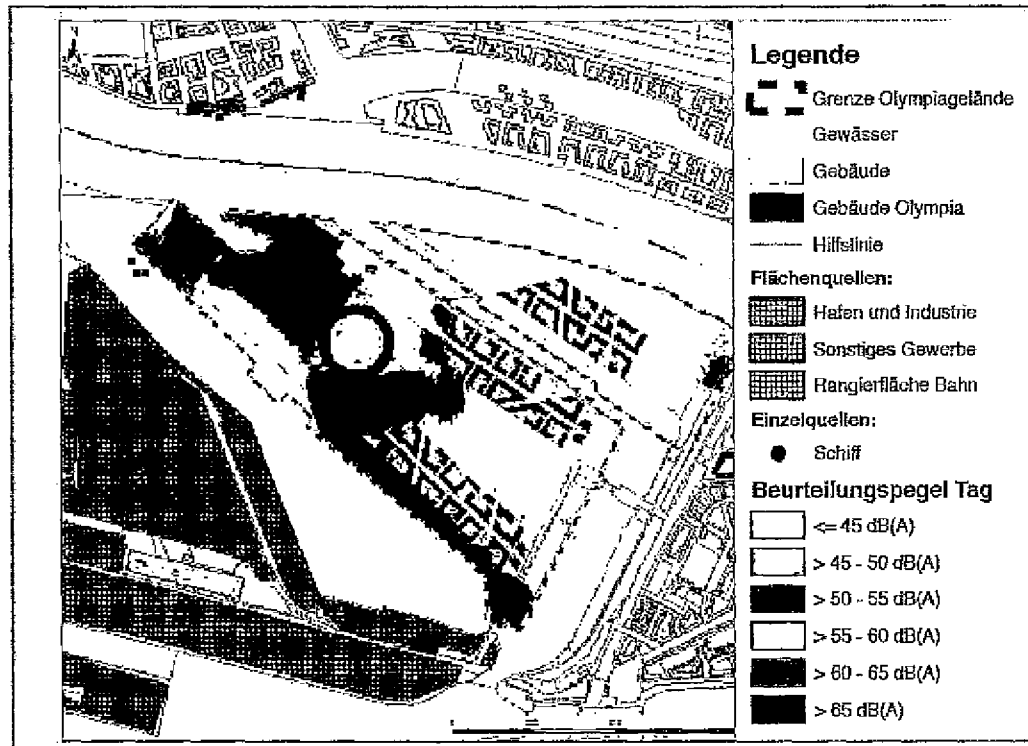 Legende
Grenze Olympiagelände
Gewässer
Gebäude
Gebäude Olympia
Hilfslinie
Flächenquellen:
Hafen und Industrie
Sonstiges Gewerbe
Rangierfläche Bahn
Einzelquellen:
Schiff
Beurteilungspegel Tag
<= 45 dB(A)
> 45 - 50 dB(A)
> 50 - 55 dB(A)
> 55 - 60 dB(A)
> 60 - 65 dB(A)
> 65 dB(A)